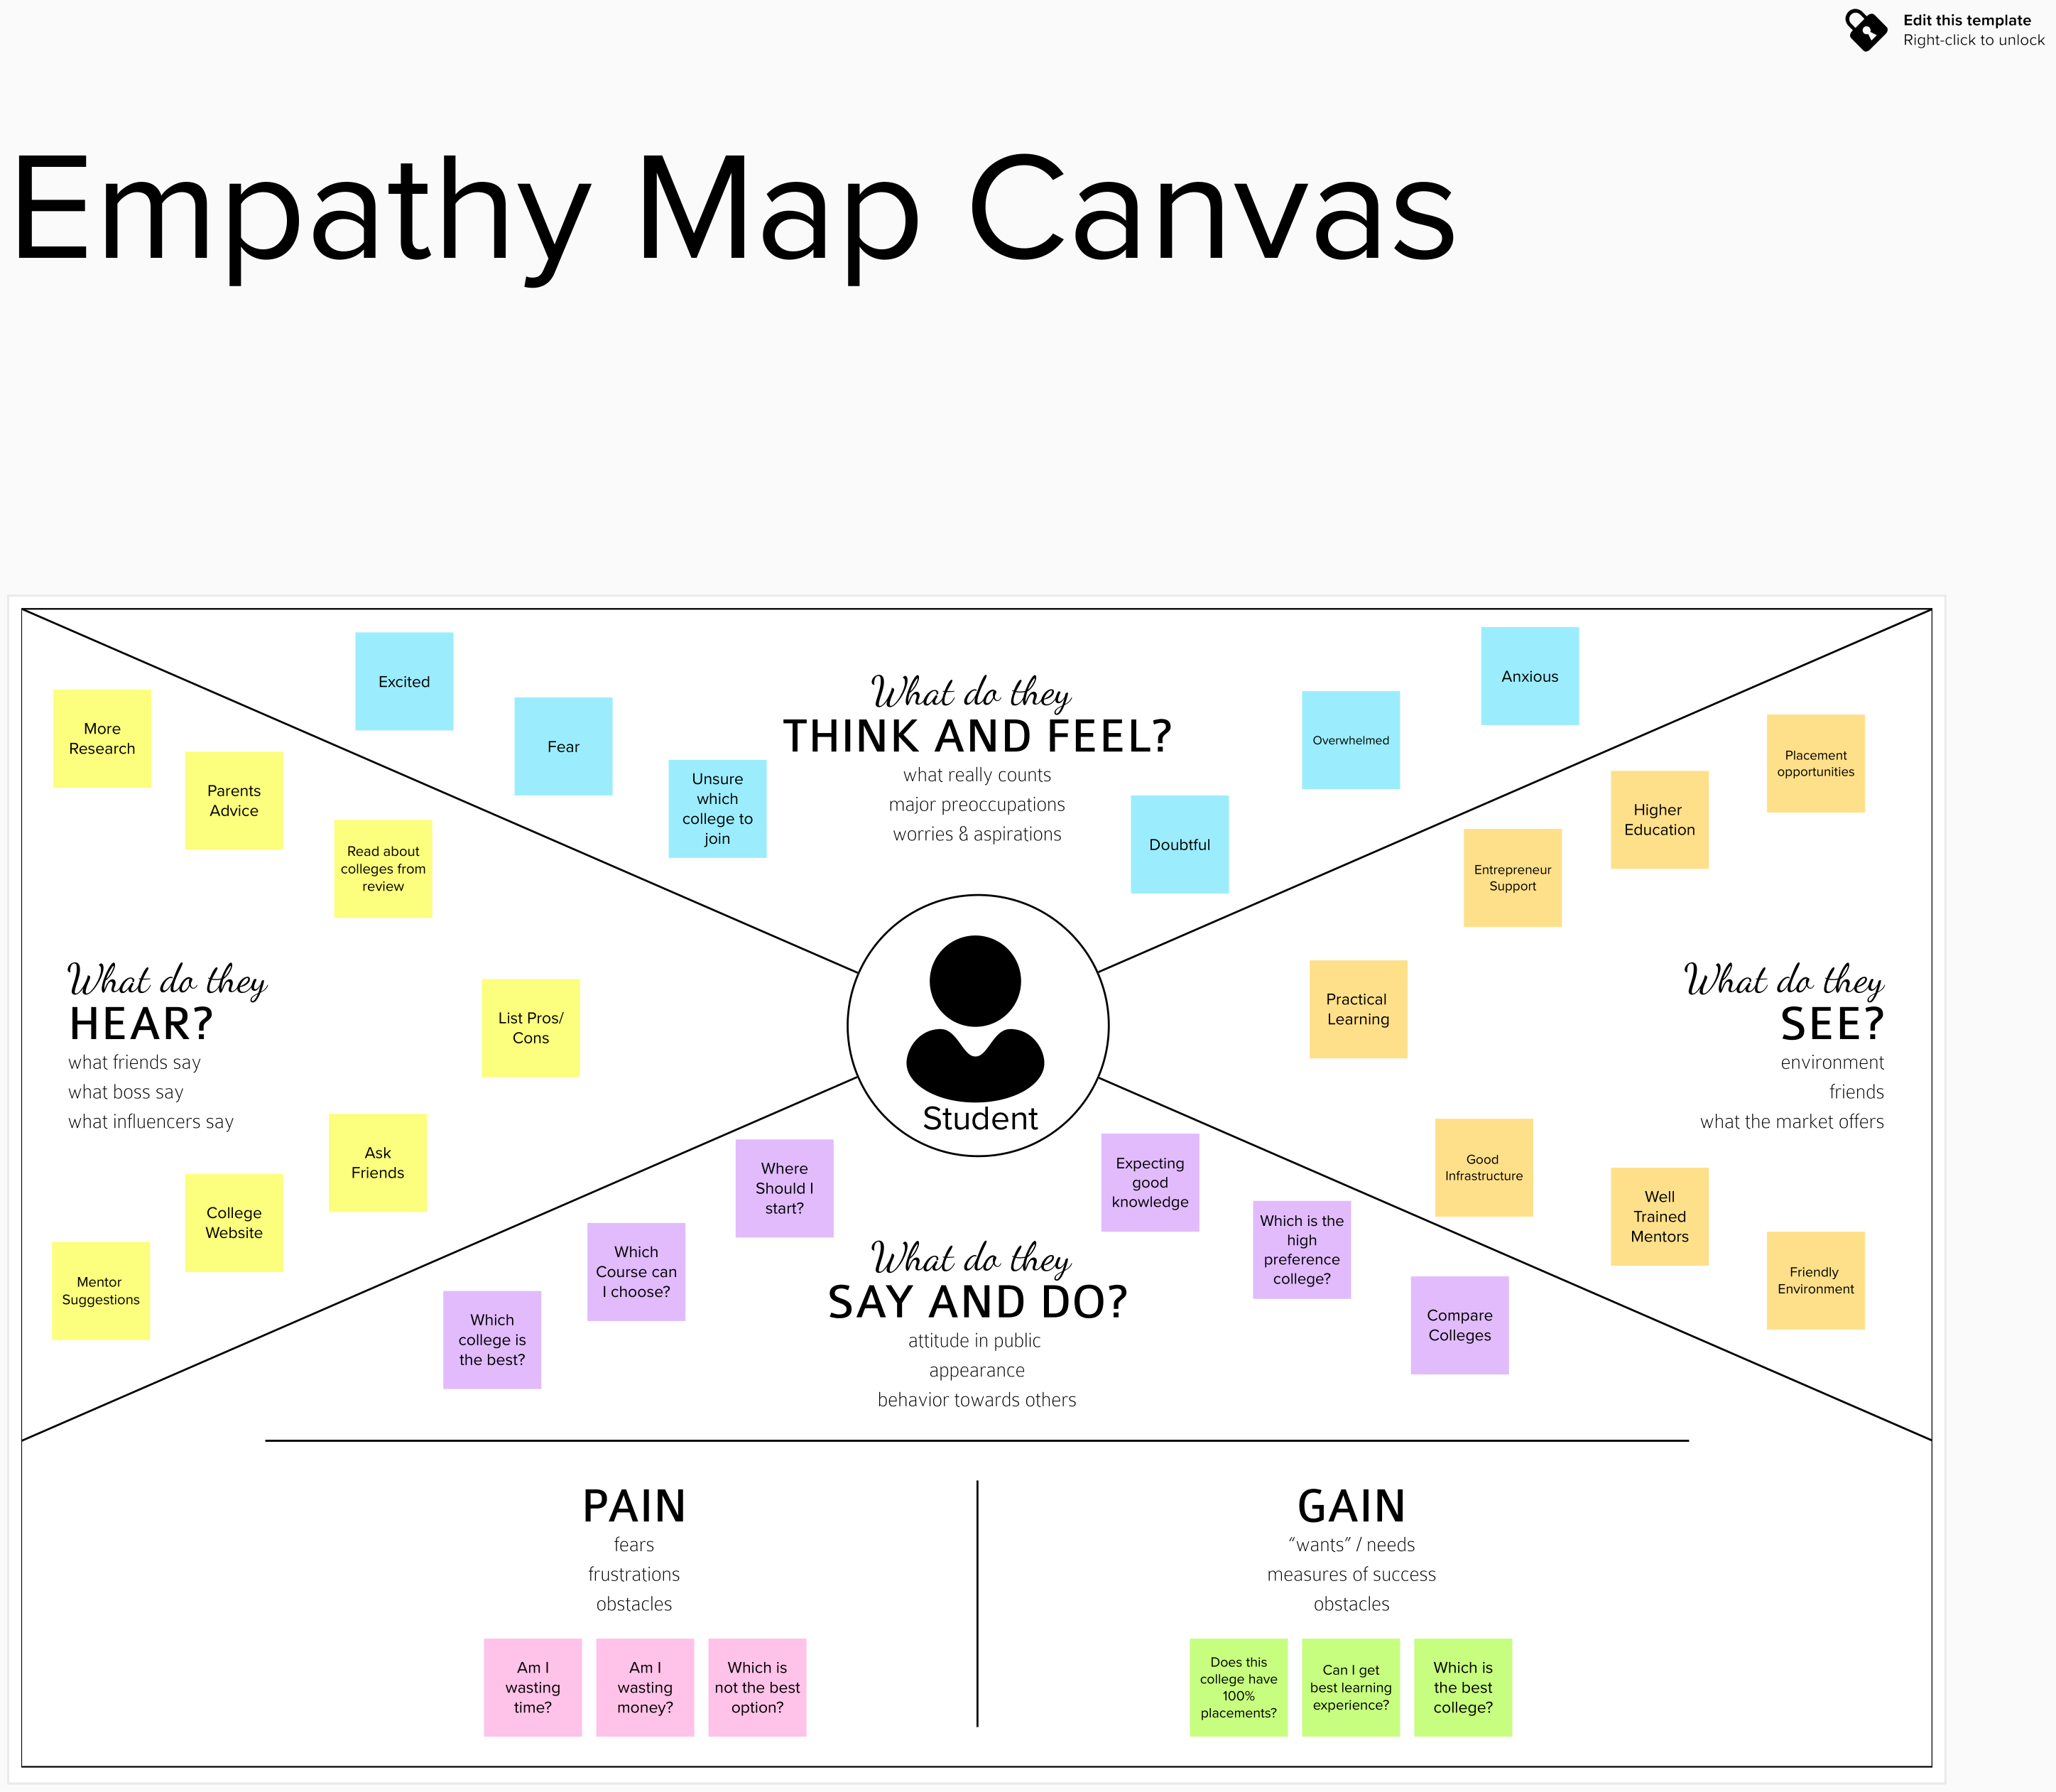 Edit this template
Right-click to unlock
Empathy Map Canvas
What do they
THINK AND FEEL?
what really counts
major preoccupations
worries & aspirations
Excited
Fear
Unsure
which
college to
join
Doubtful
Overwhelmed
Anxious
What do they
HEAR?
what friends say
what boss say
what influencers say
More
Research
Parents
Advice
Read about
colleges from
review
List Pros/
Cons
Ask
Friends
College
Website
Mentor
Suggestions
Student
What do they
SEE?
environment
friends
what the market offers
Placement
opportunities
Higher
Education
Entrepreneur
Support
Practical
Learning
Good
Infrastructure
Well
Trained
Mentors
Friendly
Environment
What do they
SAY AND DO?
attitude in public
appearance
behavior towards others
Which
college is
the best?
Which
Course can
I choose?
Where
Should I
start?
Expecting
good
knowledge
Which is the
high
preference
college?
Compare
Colleges
PAIN
fears
frustrations
obstacles
Am I
wasting
time?
Am I
wasting
money?
Which is
not the best
option?
GAIN
“wants” / needs
measures of success
obstacles
Does this
college have
100%
placements?
Can I get
best learning
experience?
Which is
the best
college?